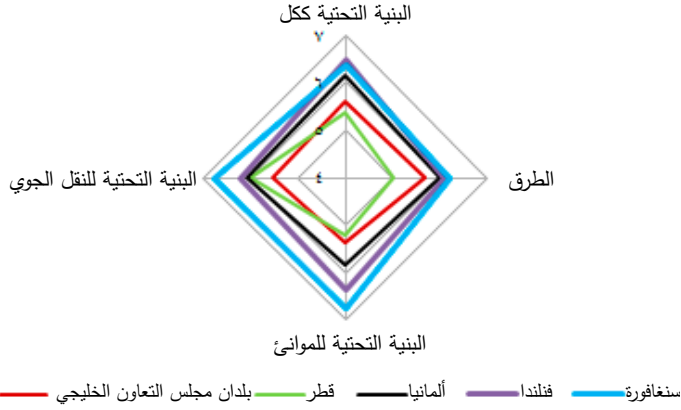 البنية التحتية ككل
٧
٦
٥
٤
الطرق
البنية التحتية للنقل الجوي
البنية التحتية للموانئ
سنغافورة فنلندا ألمانيا قطر بلدان مجلس التعاون الخليجي